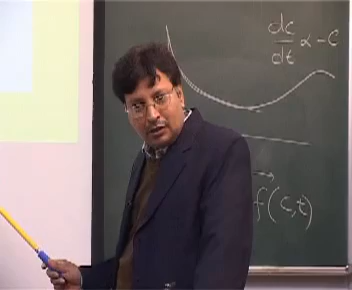 dc/dt ∝ -c
f(c,t)